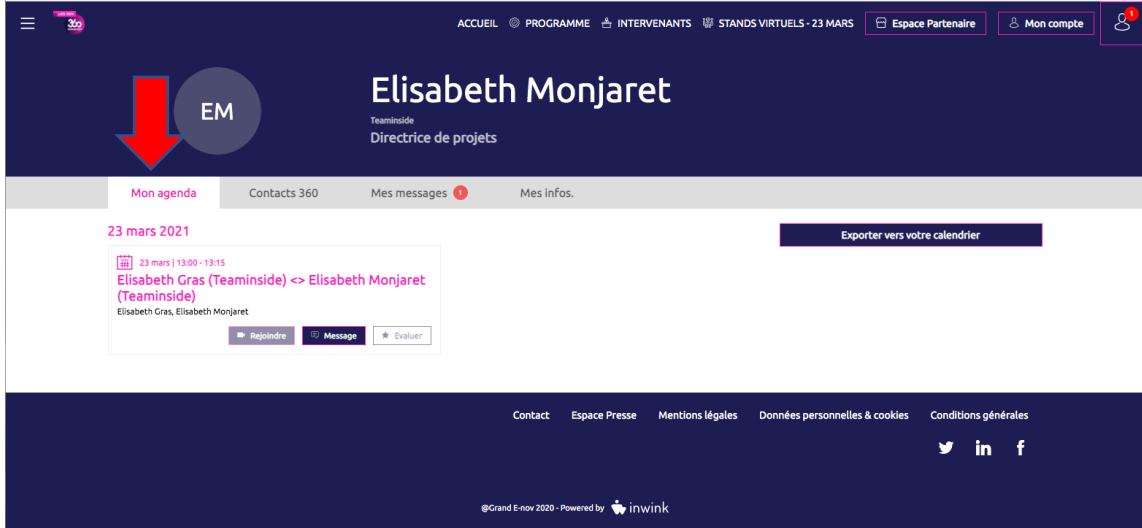 LES RDV
360
ACCUEIL PROGRAMME INTERVENANTS STANDS VIRTUELS - 23 MARS Espace Partenaire Mon compte 1
EM
Elisabeth Monjaret
Teaminside
Directrice de projets
Mon agenda Contacts 360 Mes messages 1 Mes infos.
23 mars 2021
Exporter vers votre calendrier
23 mars | 13:00 - 13:15
Elisabeth Gras (Teaminside) <> Elisabeth Monjaret
(Teaminside)
Elisabeth Gras, Elisabeth Monjaret
Rejoindre Message Evaluer
Contact Espace Presse Mentions légales Données personnelles & cookies Conditions générales
@Grand E-nov 2020 - Powered by inwink